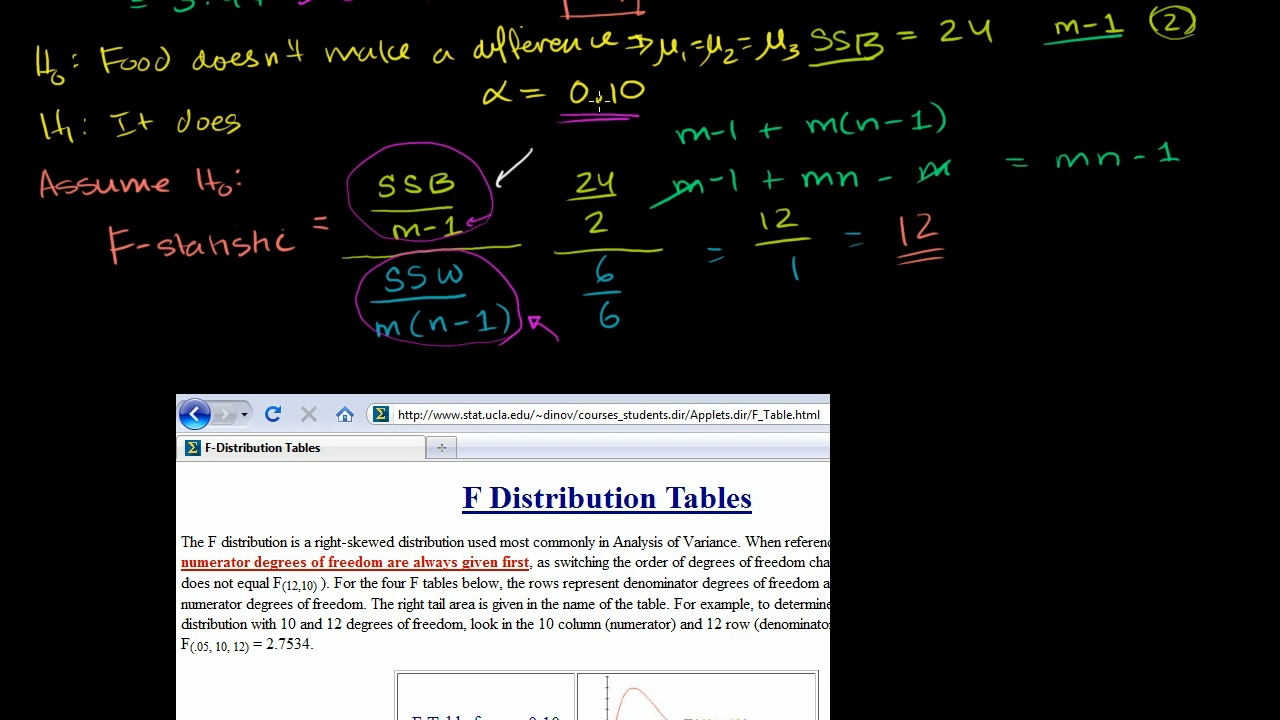 H₀: Food doesn't make a difference ⇒ μ₁=μ₂=μ₃ SSB = 24 m-1 2
α = 0.10
H₁: It does
m-1 + m(n-1)
Assume H₀:
m-1 + mn - m = mn - 1
F-statistic = SSB/m-1 24/2 = 12/1 = 12
SSW/m(n-1) 6/6
http://www.stat.ucla.edu/~dinov/courses_students.dir/Applets.dir/F_Table.html
F-Distribution Tables
F Distribution Tables
The F distribution is a right-skewed distribution used most commonly in Analysis of Variance. When referenc
numerator degrees of freedom are always given first, as switching the order of degrees of freedom cha
does not equal F(12,10) ). For the four F tables below, the rows represent denominator degrees of freedom a
numerator degrees of freedom. The right tail area is given in the name of the table. For example, to determine
distribution with 10 and 12 degrees of freedom, look in the 10 column (numerator) and 12 row (denominator
F(.05, 10, 12) = 2.7534.